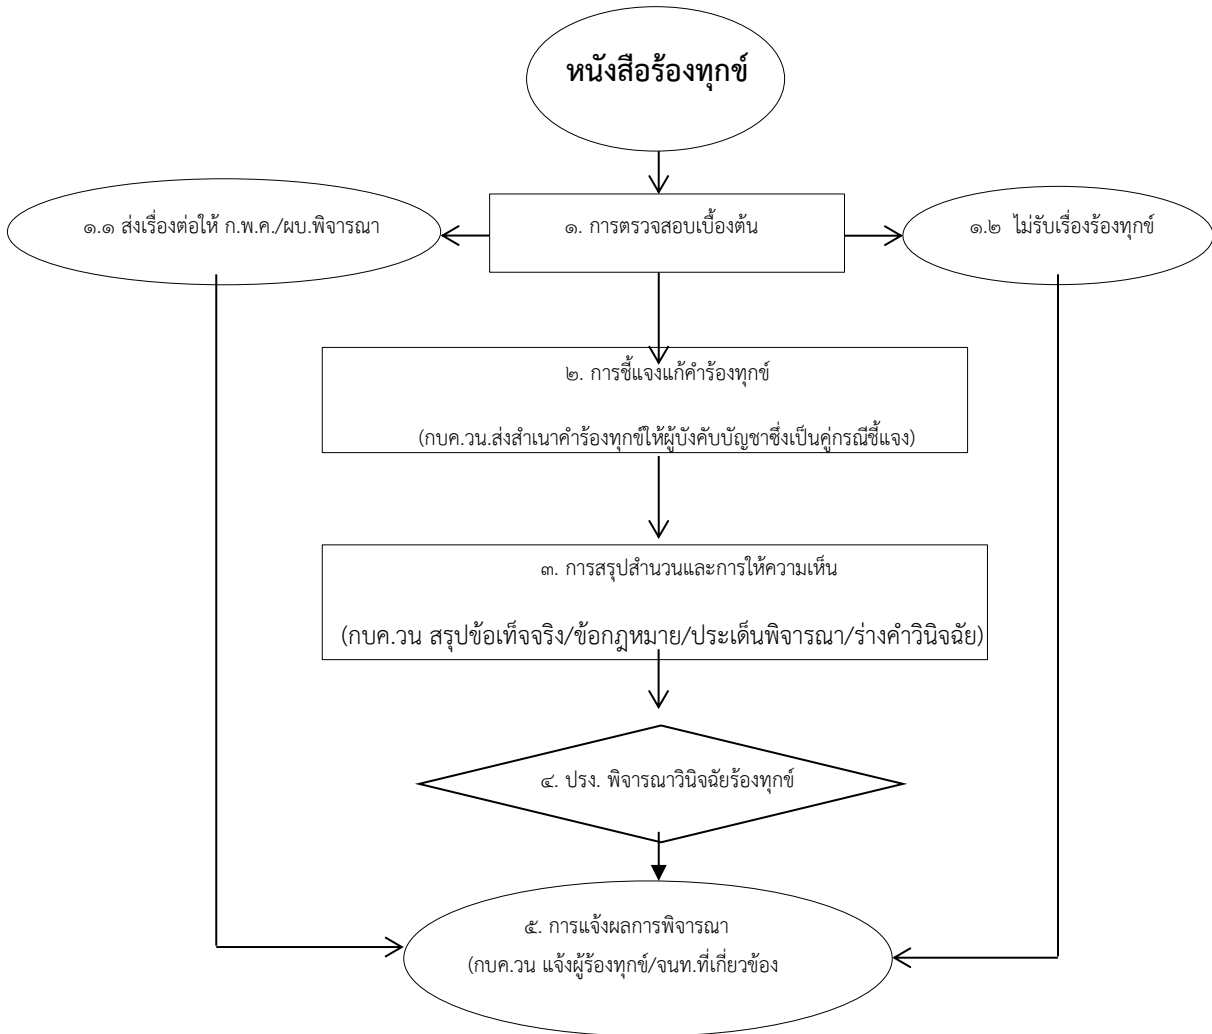 หนังสือร้องทุกข์
๑.๑ ส่งเรื่องต่อให้ ก.พ.ค./ผบ.พิจารณา
๑. การตรวจสอบเบื้องต้น
๑.๒ ไม่รับเรื่องร้องทุกข์
๒. การชี้แจงแก้คำร้องทุกข์
(กบค.วน.ส่งสำเนาคำร้องทุกข์ให้ผู้บังคับบัญชาซึ่งเป็นคู่กรณีชี้แจง)
๓. การสรุปสำนวนและการให้ความเห็น
(กบค.วน สรุปข้อเท็จจริง/ข้อกฎหมาย/ประเด็นพิจารณา/ร่างคำวินิจฉัย)
๔. ปรง. พิจารณาวินิจฉัยร้องทุกข์
๕. การแจ้งผลการพิจารณา
(กบค.วน แจ้งผู้ร้องทุกข์/จนท.ที่เกี่ยวข้อง